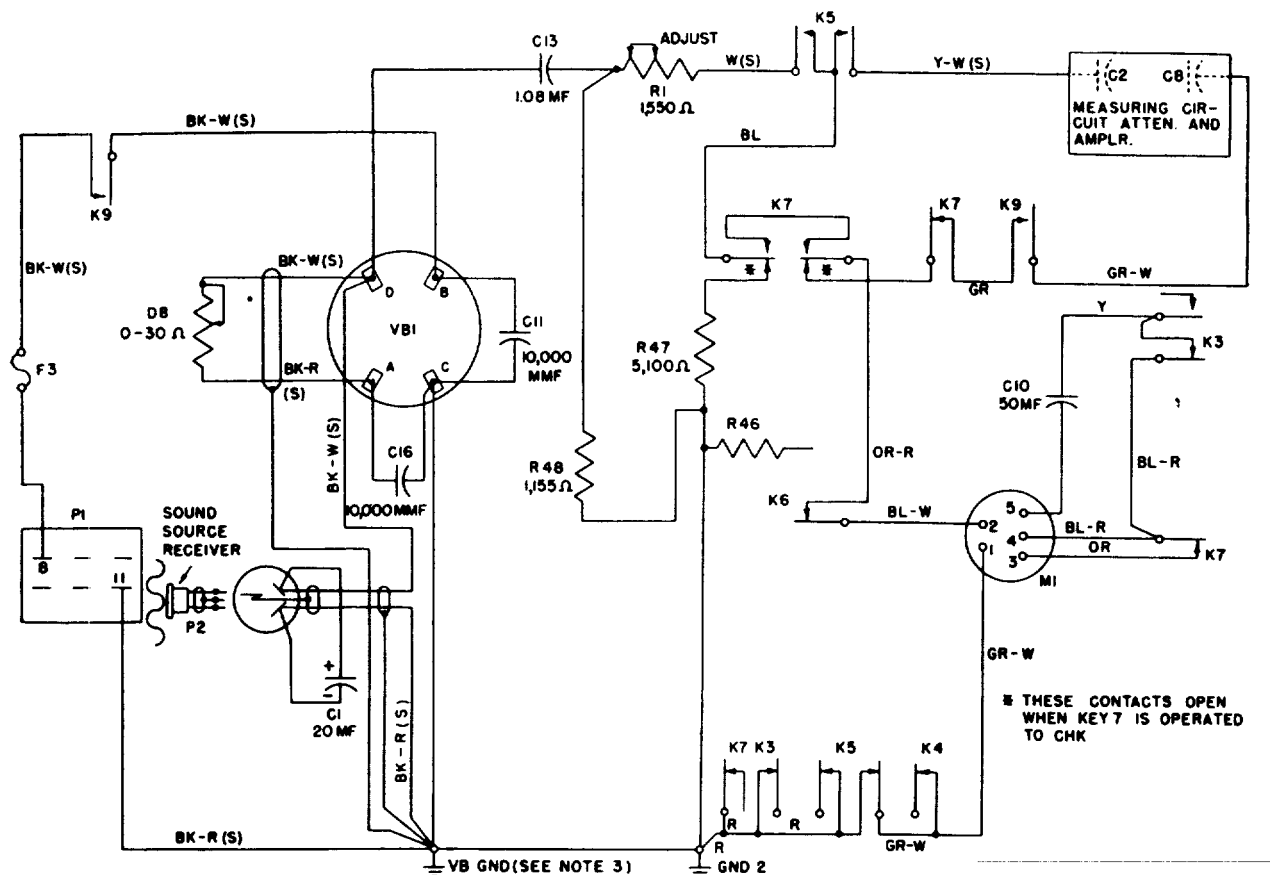 C13
1.08 MF
ADJUST
R1
1,550 Ω
W(S)
K5
Y-W(S)
C2
C8
MEASURING CIR-
CUIT ATTEN. AND
AMPLR.
BK-W(S)
K9
BL
K7
*
*
K7
K9
GR
GR-W
BK-W(S)
BK-W(S)
D
B
VB1
A
C
D8
0-30 Ω
BK-R
(S)
C11
10,000
MMF
R47
5,100Ω
Y
K3
C10
50MF
F3
BK-W(S)
C16
10,000MMF
R48
1,155Ω
R46
OR-R
BL-R
K6
BL-W
2
1
5
4
3
M1
BL-R
OR
K7
P1
8
11
SOUND
SOURCE
RECEIVER
P2
+
-
C1
20 MF
BK-R(S)
GR-W
* THESE CONTACTS OPEN
WHEN KEY 7 IS OPERATED
TO CHK
K7
K3
K5
K4
R
R
R
GR-W
BK-R(S)
VB GND(SEE NOTE 3)
GND 2